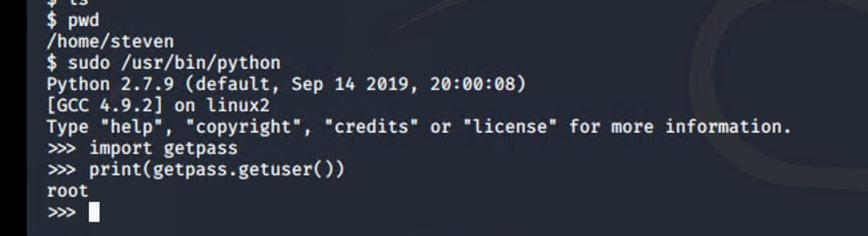 $ ls
$ pwd
/home/steven
$ sudo /usr/bin/python
Python 2.7.9 (default, Sep 14 2019, 20:00:08)
[GCC 4.9.2] on linux2
Type "help", "copyright", "credits" or "license" for more information.
>>> import getpass
>>> print(getpass.getuser())
root
>>>